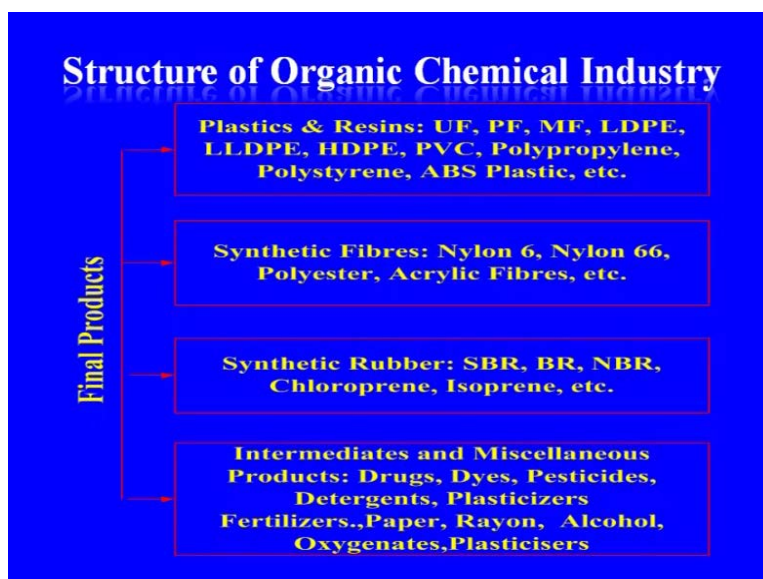 Structure of Organic Chemical Industry
Final Products
Plastics & Resins: UF, PF, MF, LDPE,
LLDPE, HDPE, PVC, Polypropylene,
Polystyrene, ABS Plastic, etc.
Synthetic Fibres: Nylon 6, Nylon 66,
Polyester, Acrylic Fibres, etc.
Synthetic Rubber: SBR, BR, NBR,
Chloroprene, Isoprene, etc.
Intermediates and Miscellaneous
Products: Drugs, Dyes, Pesticides,
Detergents, Plasticizers
Fertilizers.,Paper, Rayon, Alcohol,
Oxygenates,Plasticisers